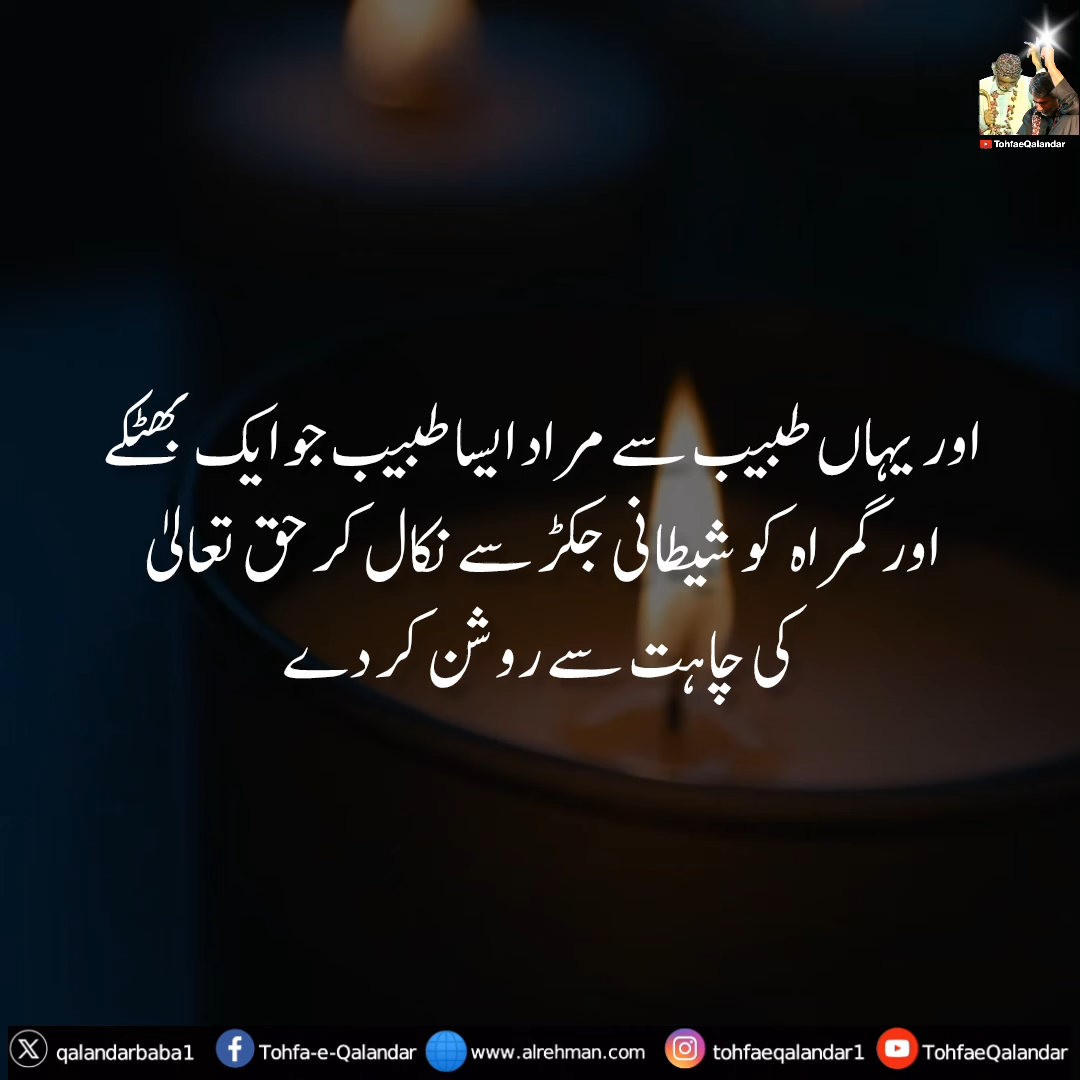 TohfaeQalandar
اور یہاں طبیب سے مراد ایسا طبیب جو ایک بھٹکے
اور گمراہ کو شیطانی جکڑ سے نکال کر حق تعالیٰ
کی چاہت سے روشن کر دے
qalandarbaba1 Tohfa-e-Qalandar www.alrehman.com tohfaeqalandar1 TohfaeQalandar